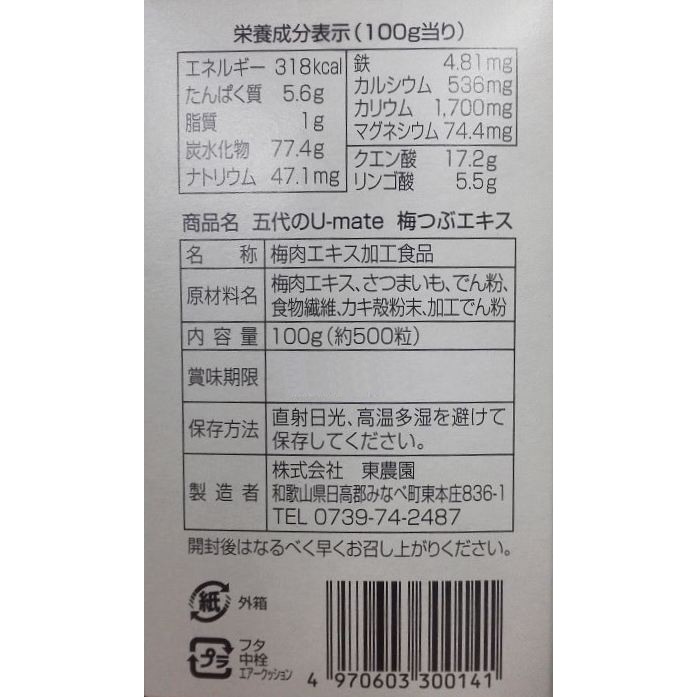 栄養成分表示(100g当り)
エネルギー 318kcal
たんぱく質 5.6g
脂質 1g
炭水化物 77.4g
ナトリウム 47.1mg
鉄 4.81mg
カルシウム 536mg
カリウム 1,700mg
マグネシウム 74.4mg
クエン酸 17.2g
リンゴ酸 5.5g
商品名 五代のU-mate 梅つぶエキス
名称 梅肉エキス加工食品
原材料名 梅肉エキス、さつまいも、でん粉、
食物繊維、カキ殻粉末、加工でん粉
内容量 100g(約500粒)
賞味期限
保存方法 直射日光、高温多湿を避けて
保存してください。
製造者 株式会社 東農園
和歌山県日高郡みなべ町東本庄836-1
TEL 0739-74-2487
開封後はなるべく早くお召し上がりください。
紙 外箱
プラ フタ
中栓
エアークッション
4 970603 300141